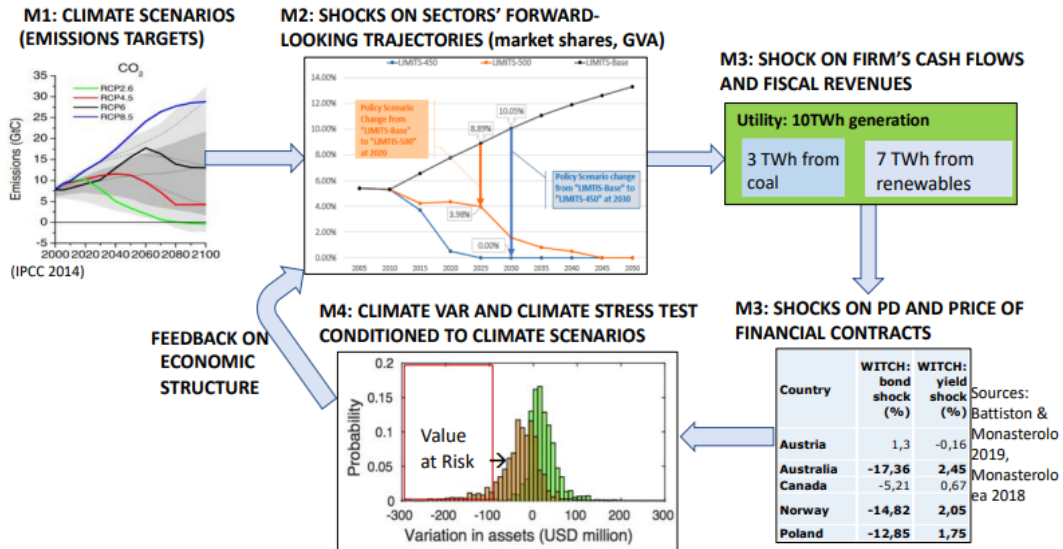 M1: CLIMATE SCENARIOS
(EMISSIONS TARGETS)
CO2
Emissions (GtC)
35
30
25
20
15
10
5
0
-5
RCP2.6
RCP4.5
RCP6
RCP8.5
2000 2020 2040 2060 2080 2100
(IPCC 2014)
M2: SHOCKS ON SECTORS' FORWARD-
LOOKING TRAJECTORIES (market shares, GVA)
LIMITS-450 LIMITS-500 LIMITS-Base
14.00%
12.00%
10.00%
8.00%
6.00%
4.00%
2.00%
0.00%
Policy Scenario
Change from
"LIMITS-Base"
to "LIMITS-500"
at 2020
8.89%
10.05%
3.98%
0.00%
Policy Scenario change
from "LIMTIS-Base" to
"LIMITS-450" at 2030
2005 2010 2015 2020 2025 2030 2035 2040 2045 2050
M3: SHOCK ON FIRM'S CASH FLOWS
AND FISCAL REVENUES
Utility: 10TWh generation
3 TWh from
coal
7 TWh from
renewables
M3: SHOCKS ON PD AND PRICE OF
FINANCIAL CONTRACTS
Country
WITCH:
bond
shock
(%)
WITCH:
yield
shock
(%)
Austria 1,3 -0,16
Australia -17,36 2,45
Canada -5,21 0,67
Norway -14,82 2,05
Poland -12,85 1,75
Sources:
Battiston &
Monasterolo
2019,
Monasterolo
ea 2018
M4: CLIMATE VAR AND CLIMATE STRESS TEST
CONDITIONED TO CLIMATE SCENARIOS
Probability
0.2
0.15
0.1
0.05
0
Value
at Risk
-300 -200 -100 0 100 200 300
Variation in assets (USD million)
FEEDBACK ON
ECONOMIC
STRUCTURE